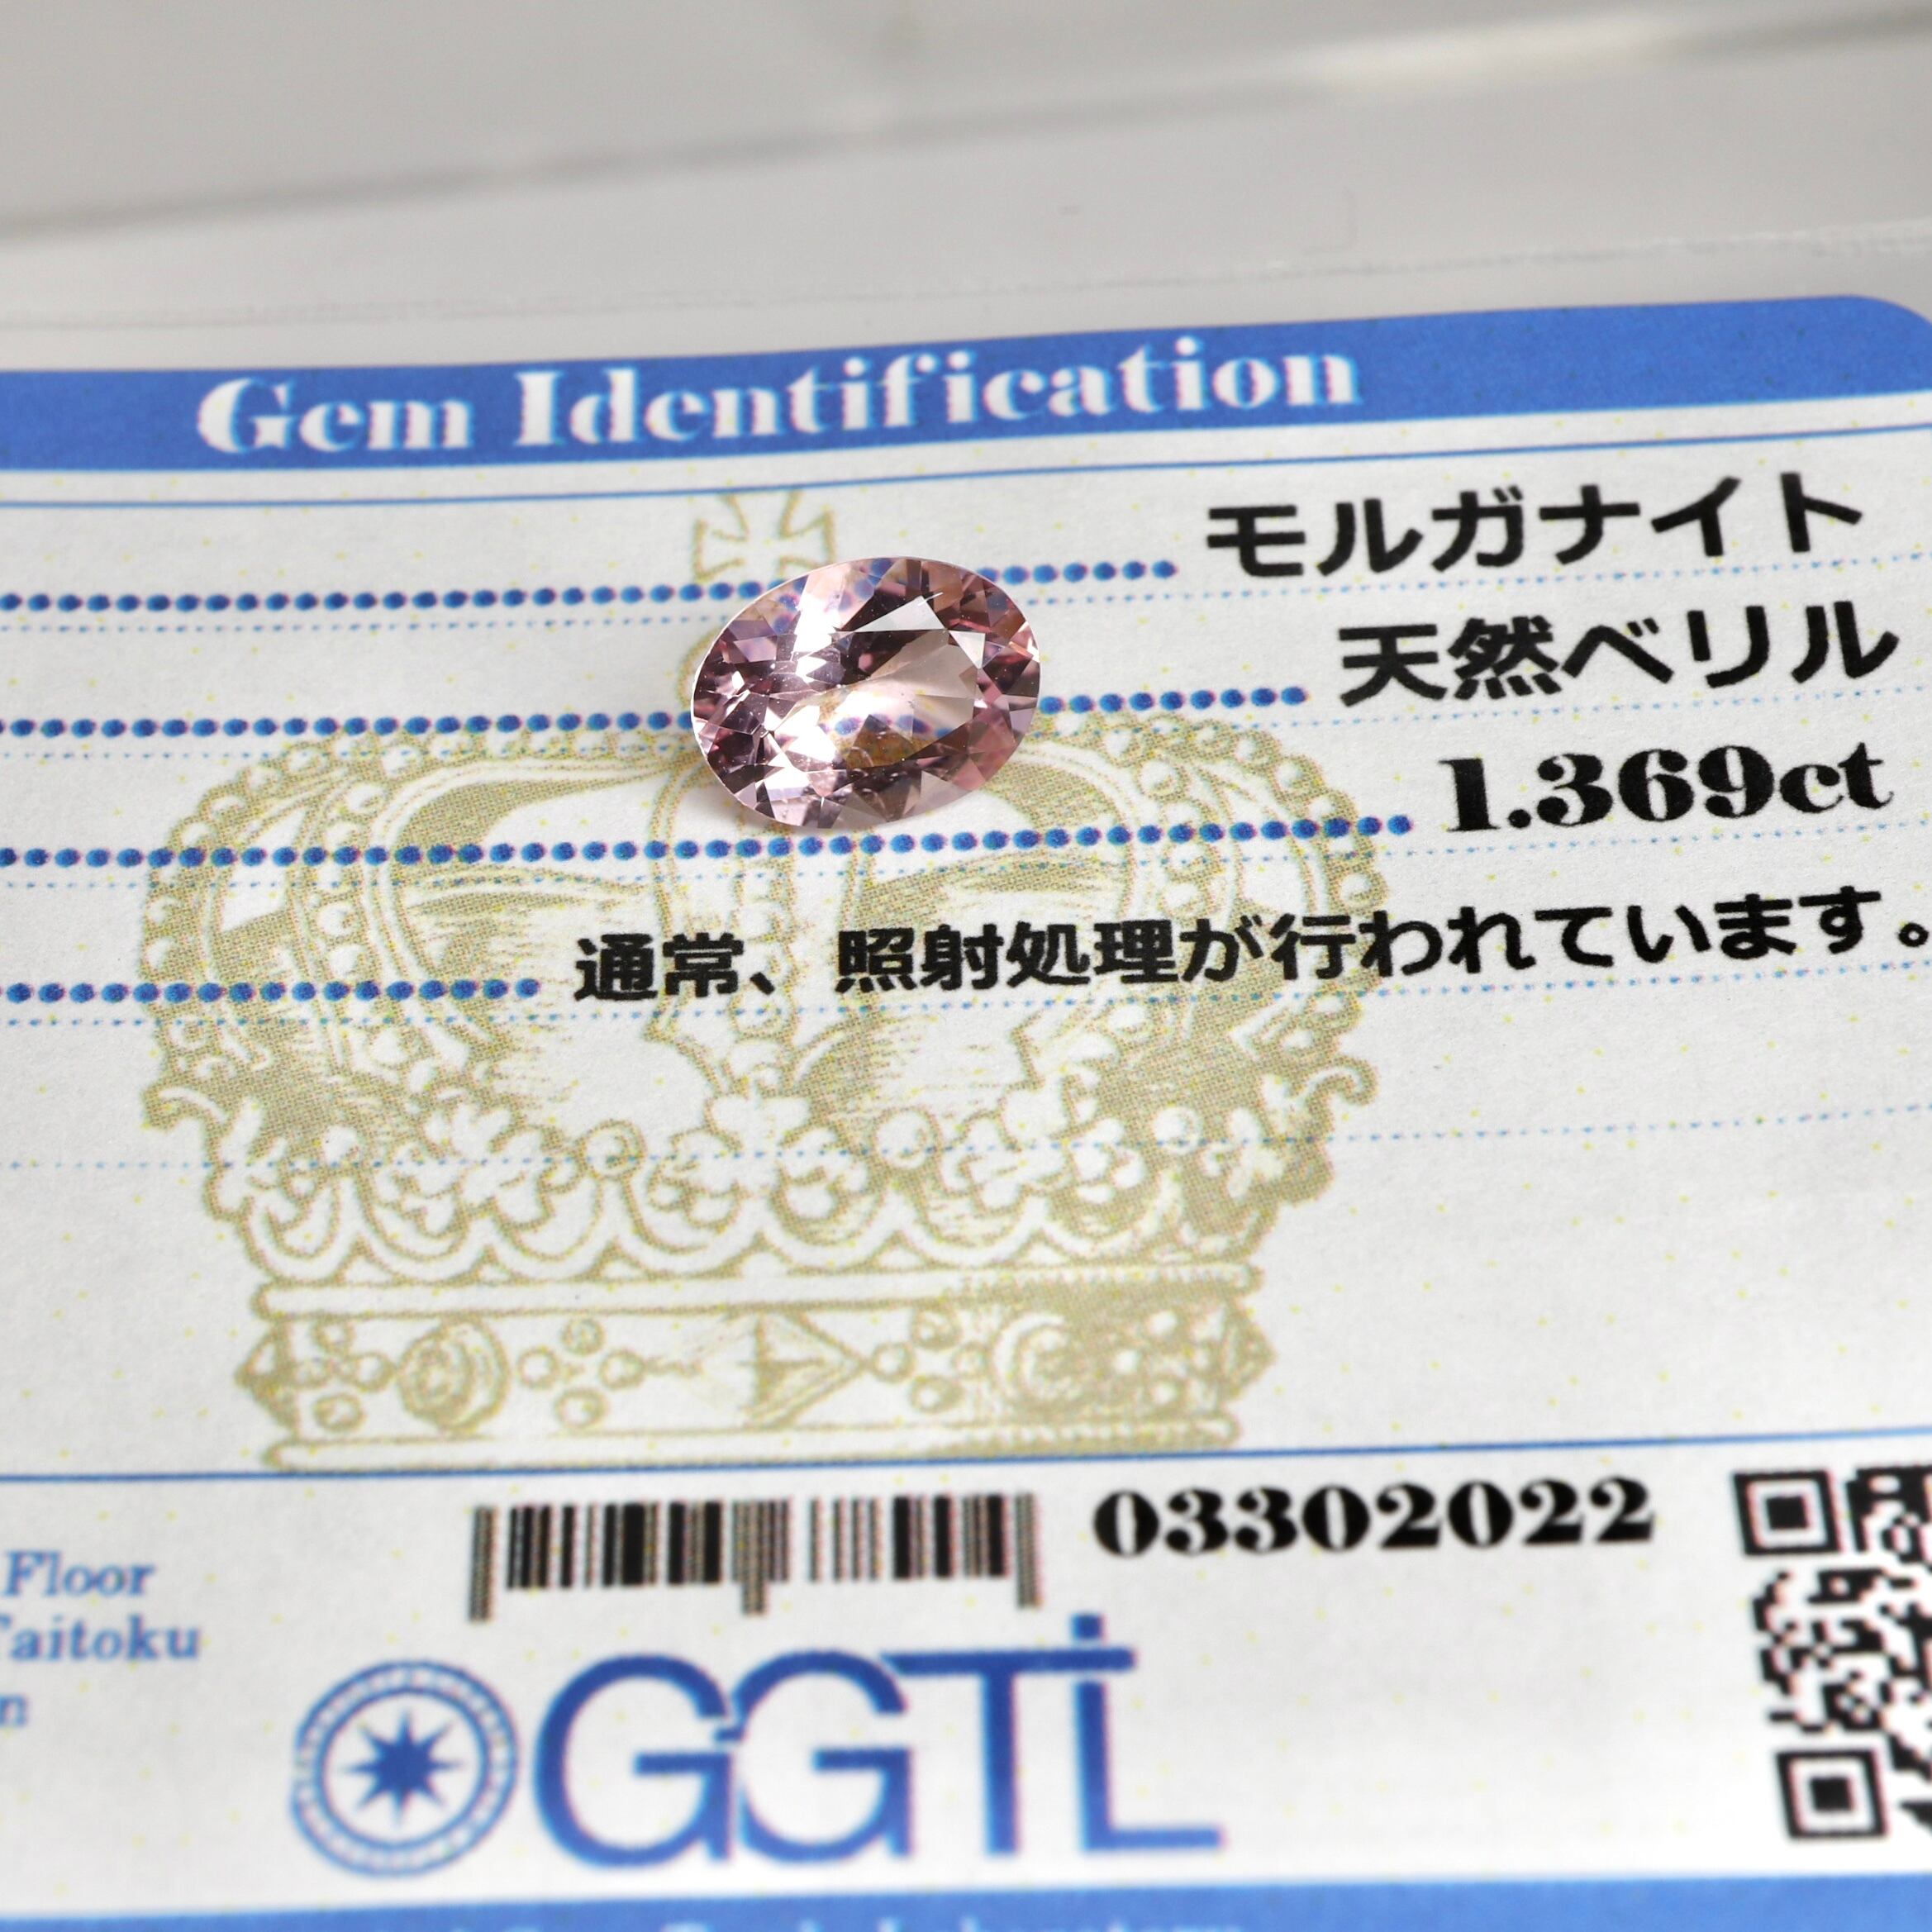 Gem Identification
モルガナイト
天然ベリル
1.369ct
通常、照射処理が行われています。
03302022
Floor
Taitoku
GGTL